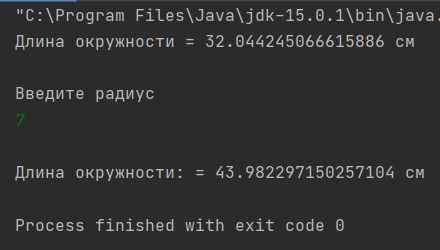 "C:\Program Files\Java\jdk-15.0.1\bin\java.
Длина окружности = 32.044245066615886 см
Введите радиус
7
Длина окружности: = 43.982297150257104 см
Process finished with exit code 0